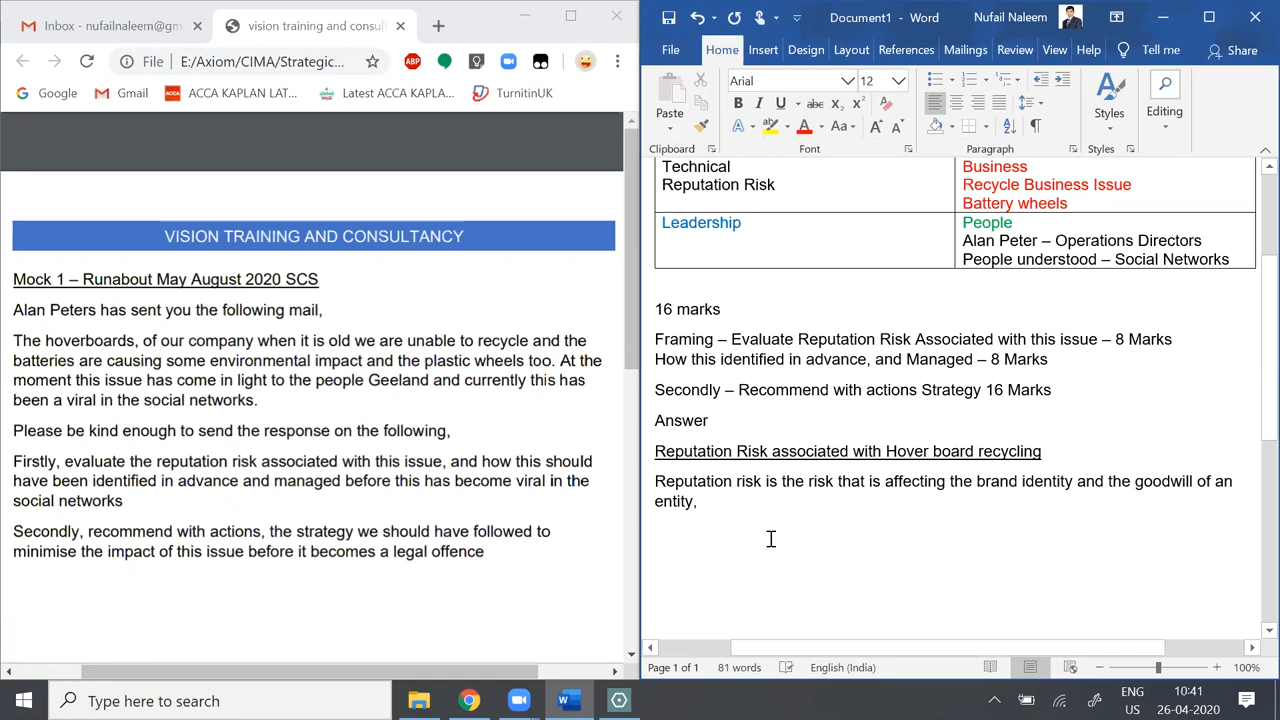 Inbox - nufailnaleem@gm
vision training and consult
File E:/Axiom/CIMA/Strategic...
ABP
Google Gmail ACCA KAPLAN LAT... Latest ACCA KAPLA... TurnitinUK
VISION TRAINING AND CONSULTANCY
Mock 1 – Runabout May August 2020 SCS
Alan Peters has sent you the following mail,
The hoverboards, of our company when it is old we are unable to recycle and the
batteries are causing some environmental impact and the plastic wheels too. At the
moment this issue has come in light to the people Geeland and currently this has
been a viral in the social networks.
Please be kind enough to send the response on the following,
Firstly, evaluate the reputation risk associated with this issue, and how this should
have been identified in advance and managed before this has become viral in the
social networks
Secondly, recommend with actions, the strategy we should have followed to
minimise the impact of this issue before it becomes a legal offence
Document1 - Word Nufail Naleem
File Home Insert Design Layout References Mailings Review View Help Tell me Share
Arial 12
Paste
Styles
Editing
Clipboard Font Paragraph Styles
Technical
Reputation Risk
Business
Recycle Business Issue
Battery wheels
Leadership
People
Alan Peter – Operations Directors
People understood – Social Networks
16 marks
Framing – Evaluate Reputation Risk Associated with this issue – 8 Marks
How this identified in advance, and Managed – 8 Marks
Secondly – Recommend with actions Strategy 16 Marks
Answer
Reputation Risk associated with Hover board recycling
Reputation risk is the risk that is affecting the brand identity and the goodwill of an
entity,
Page 1 of 1 81 words English (India) 100%
Type here to search
ENG
US
10:41
26-04-2020